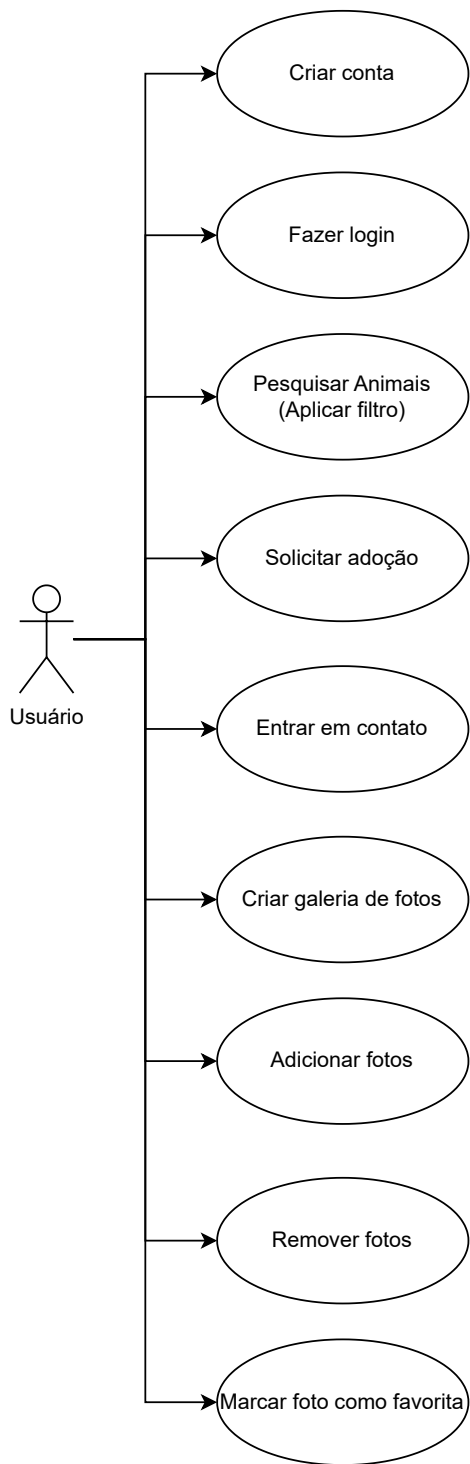 Criar conta
Fazer login
Pesquisar Animais
(Aplicar filtro)
Solicitar adoção
Usuário
Entrar em contato
Criar galeria de fotos
Adicionar fotos
Remover fotos
Marcar foto como favorita